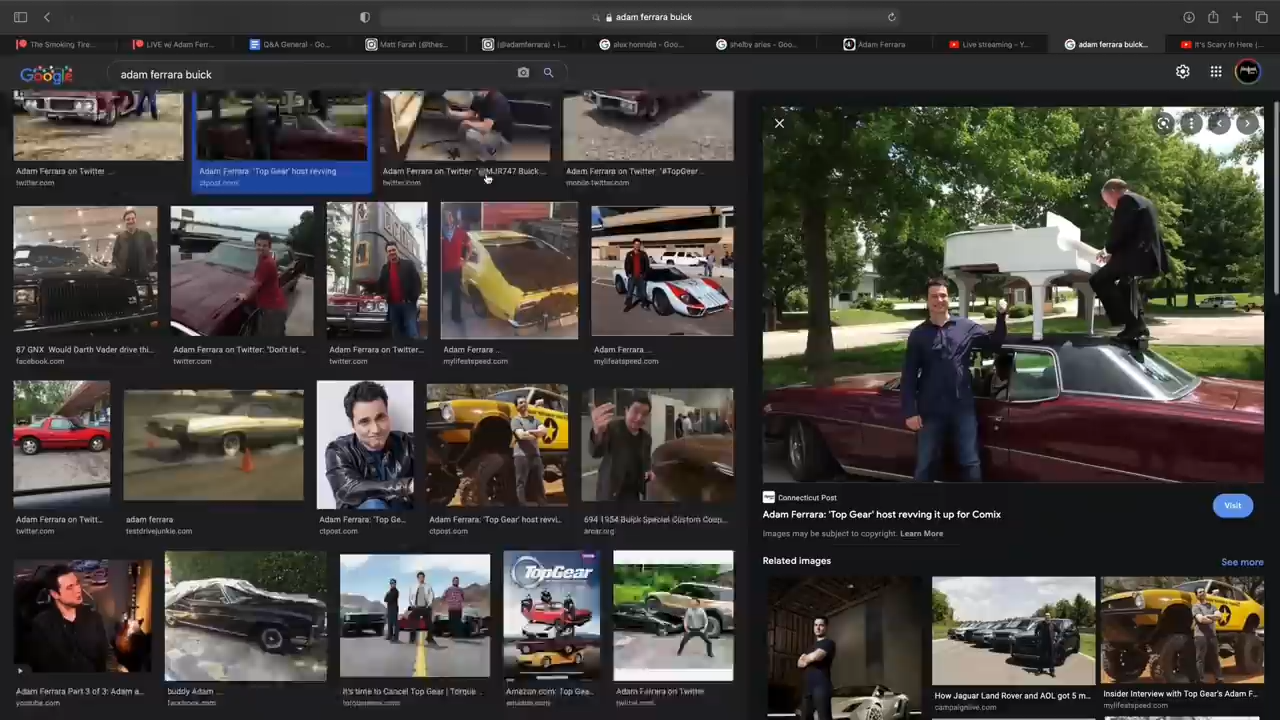 adam ferrara buick
The Smoking Tire...
LIVE w/ Adam Ferr...
Q&A General - Go...
Matt Farah (@thes...
(@adamferrara) • I...
alex honnold - Goo...
shelby aries - Goo...
Adam Ferrara
Live streaming - Y...
adam ferrara buick...
It's Scary In Here (...
Google
adam ferrara buick
Adam Ferrara on Twitter ...
twitter.com
Adam Ferrara: 'Top Gear' host revving
ctpost.com
Adam Ferrara on Twitter: "@MJR747 Buick ...
twitter.com
Adam Ferrara on Twitter: "#TopGear...
mobile.twitter.com
87 GNX. Would Darth Vader drive thi...
facebook.com
Adam Ferrara on Twitter: "Don't let ...
twitter.com
Adam Ferrara on Twitter...
twitter.com
Adam Ferrara ...
mylifeatspeed.com
Adam Ferrara ...
mylifeatspeed.com
Adam Ferrara on Twitt...
twitter.com
adam ferrara
testdrivejunkie.com
Adam Ferrara: 'Top Ge...
ctpost.com
Adam Ferrara: 'Top Gear' host revvi...
ctpost.com
694 1954 Buick Special Custom Coup...
arcar.org
TopGear
Adam Ferrara Part 3 of 3: Adam a...
youtube.com
buddy Adam ...
facebook.com
It's time to Cancel Top Gear | Torque ...
Amazon.com: Top Gea...
amazon.com
Adam Ferrara on Twitter
twitter.com
Connecticut Post
Visit
Adam Ferrara: 'Top Gear' host revving it up for Comix
Images may be subject to copyright. Learn More
Related images
See more
How Jaguar Land Rover and AOL got 5 m...
campaignlive.com
Insider Interview with Top Gear's Adam F...
mylifeatspeed.com